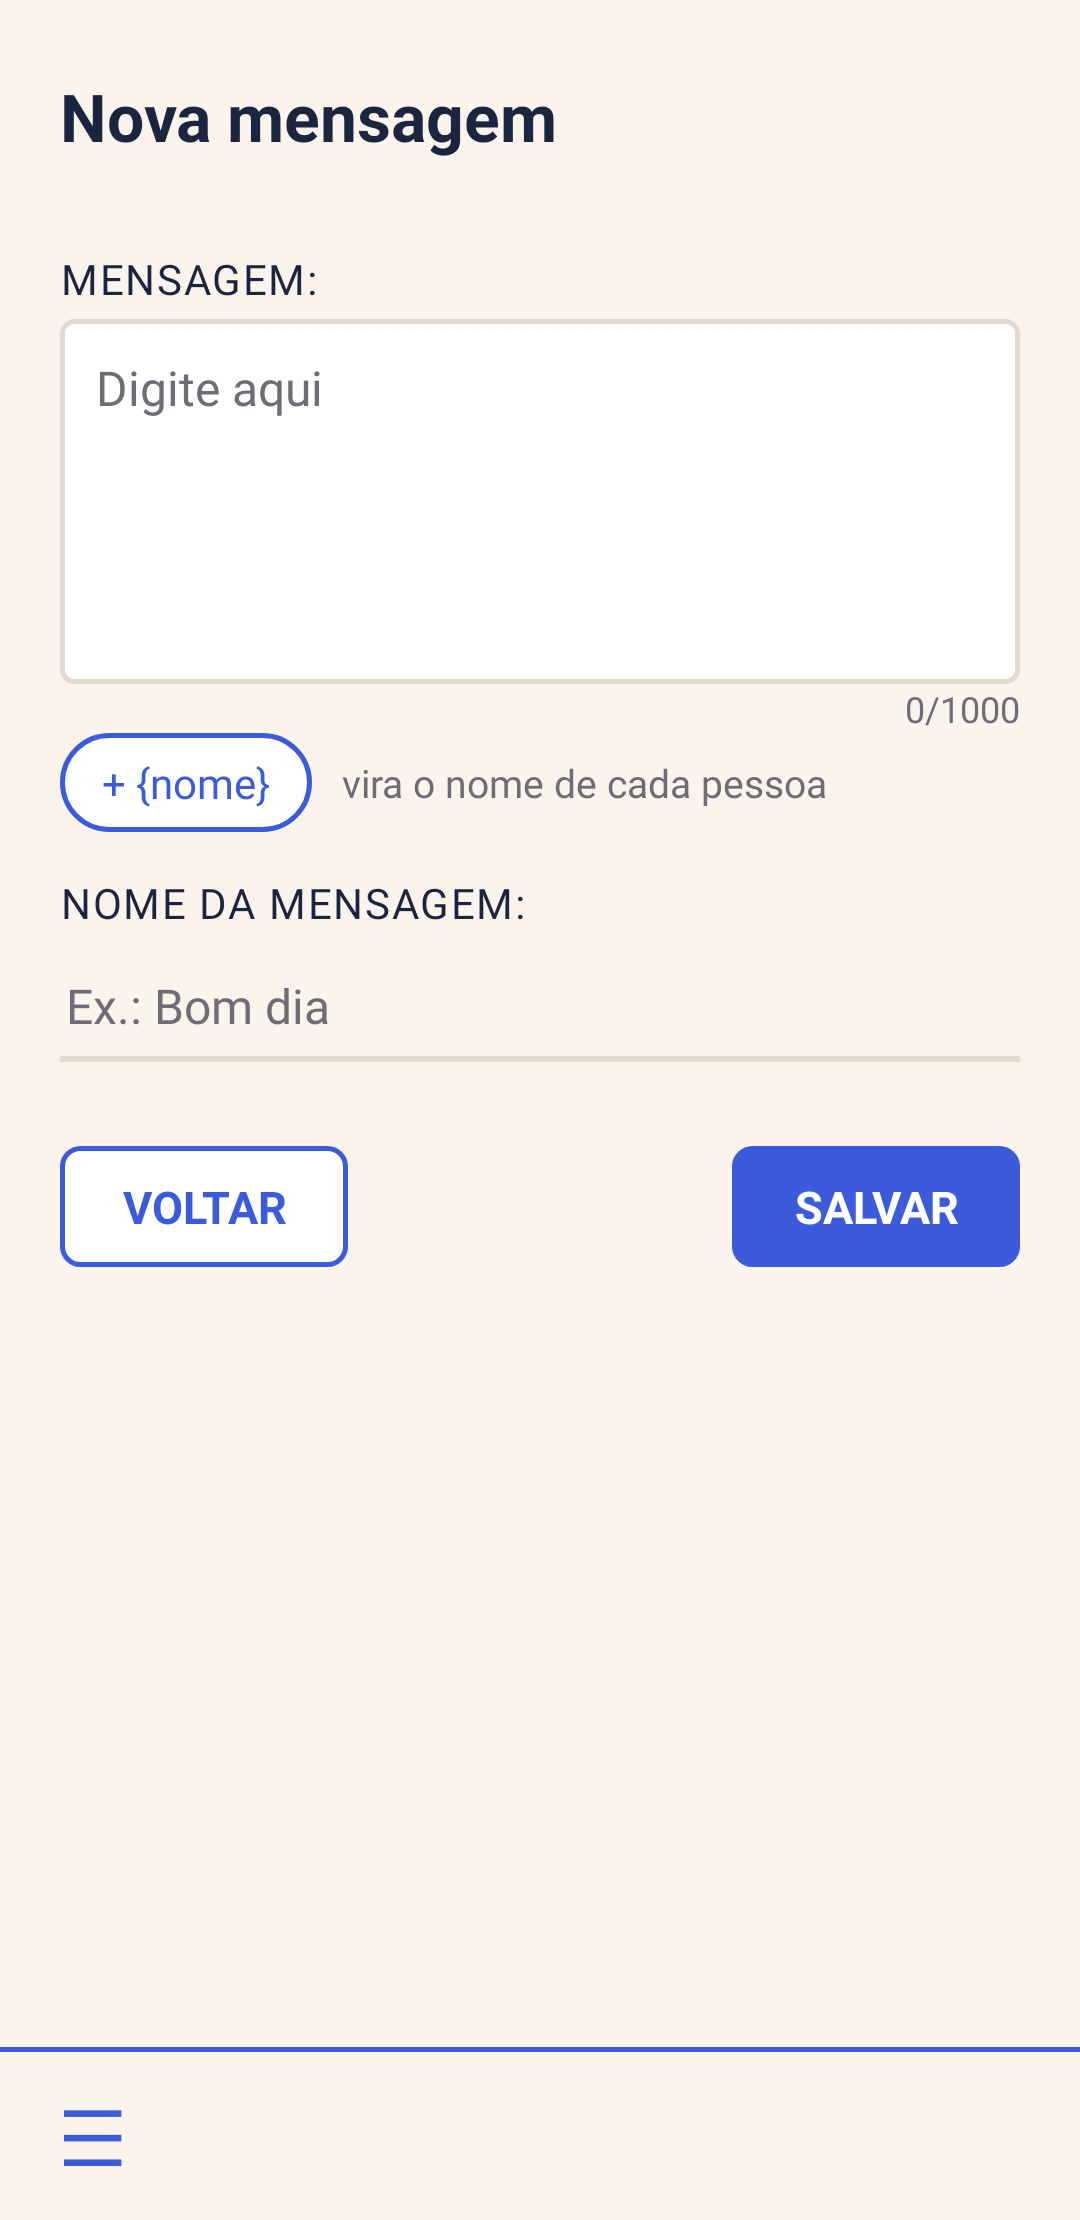 Nova mensagem
MENSAGEM:
Digite aqui
0/1000
+ {nome} vira o nome de cada pessoa
NOME DA MENSAGEM:
Ex.: Bom dia
VOLTAR SALVAR